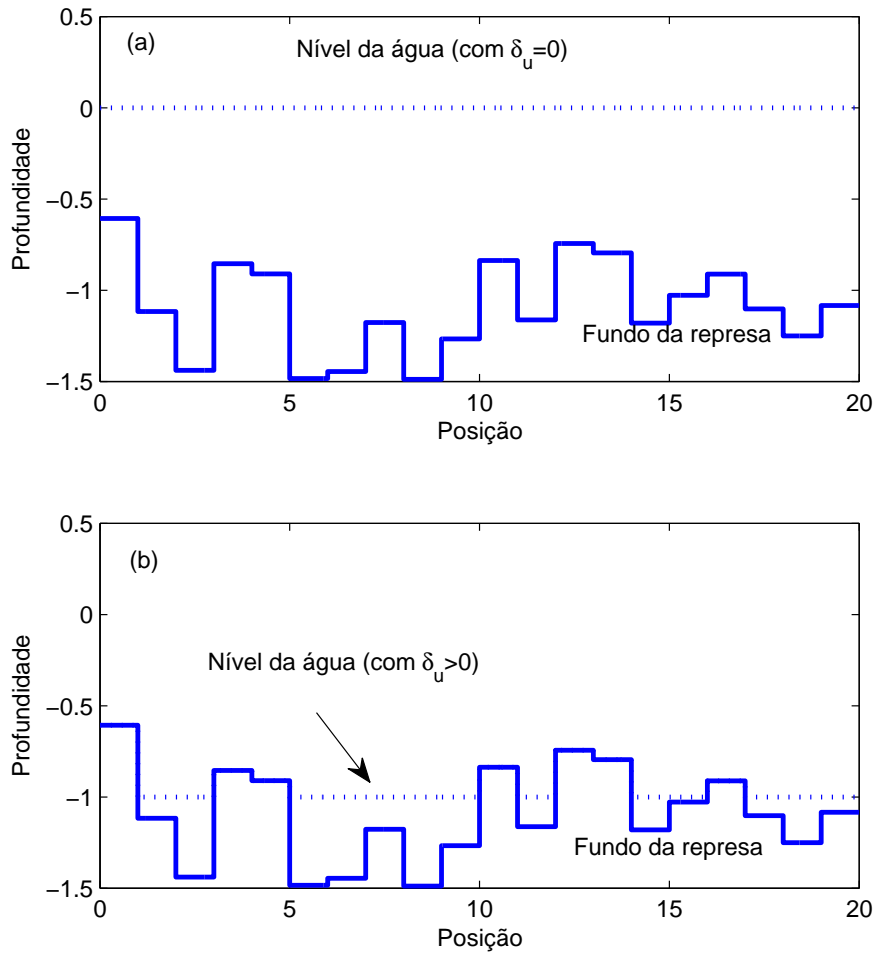 0.5
(a)
Nível da água (com δu=0)
0
−0.5
−1
−1.5
Profundidade
Fundo da represa
0
5
10
15
20
Posição
0.5
(b)
0
Nível da água (com δu>0)
−0.5
−1
−1.5
Profundidade
Fundo da represa
0
5
10
15
20
Posição